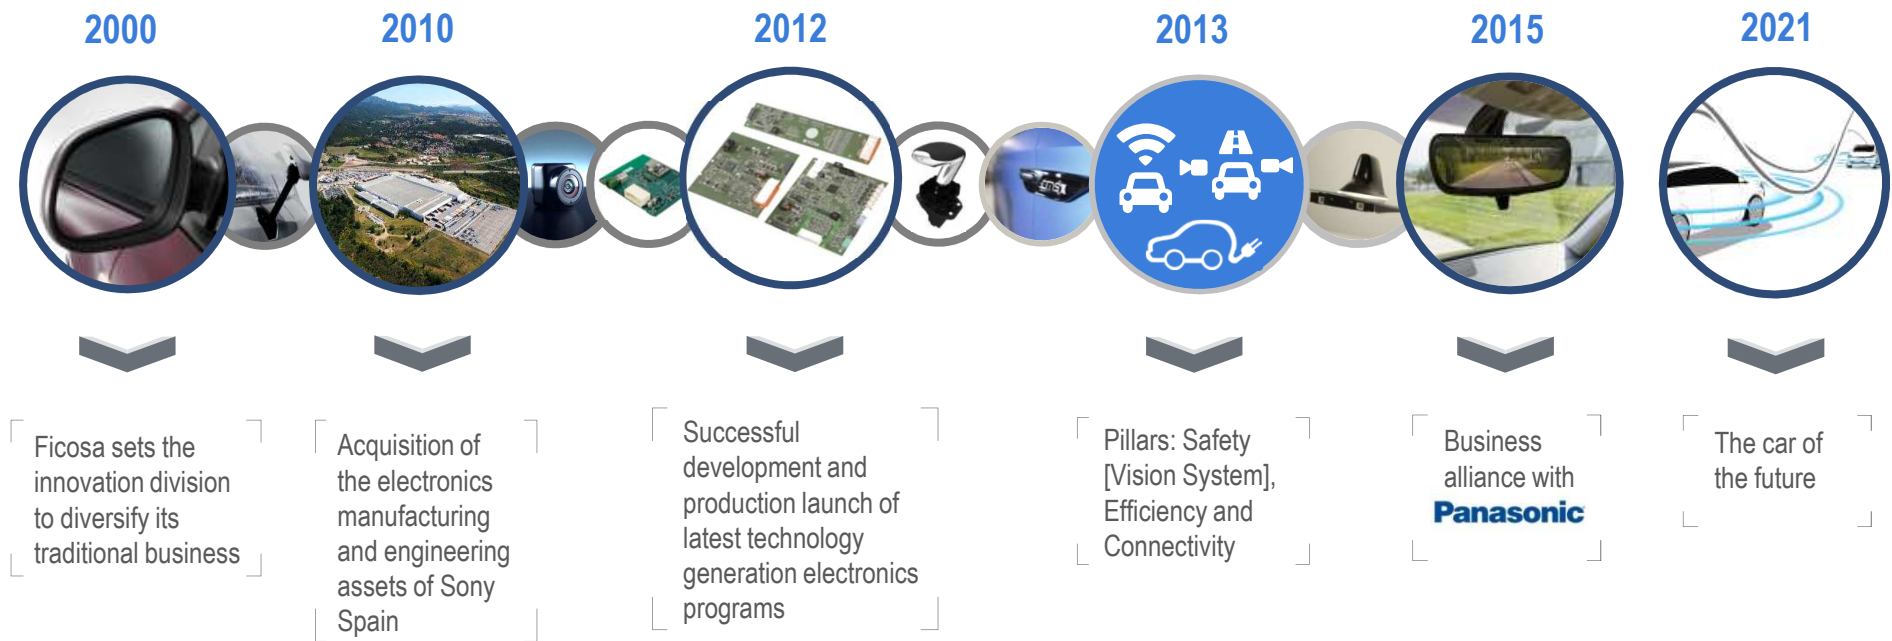 2000
2010
2012
2013
2015
2021
Ficosa sets the
innovation division
to diversify its
traditional business
Acquisition of
the electronics
manufacturing
and engineering
assets of Sony
Spain
Successful
development and
production launch of
latest technology
generation electronics
programs
Pillars: Safety
[Vision System],
Efficiency and
Connectivity
Business
alliance with
Panasonic
The car of
the future